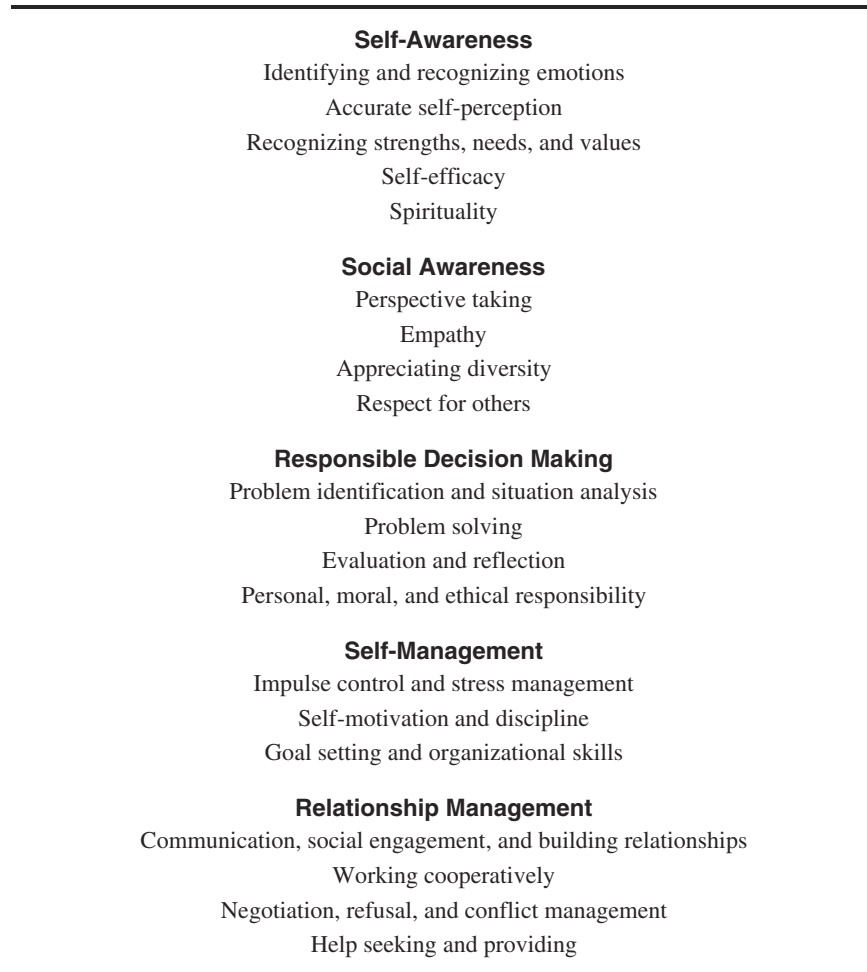 Self-Awareness
Identifying and recognizing emotions
Accurate self-perception
Recognizing strengths, needs, and values
Self-efficacy
Spirituality
Social Awareness
Perspective taking
Empathy
Appreciating diversity
Respect for others
Responsible Decision Making
Problem identification and situation analysis
Problem solving
Evaluation and reflection
Personal, moral, and ethical responsibility
Self-Management
Impulse control and stress management
Self-motivation and discipline
Goal setting and organizational skills
Relationship Management
Communication, social engagement, and building relationships
Working cooperatively
Negotiation, refusal, and conflict management
Help seeking and providing